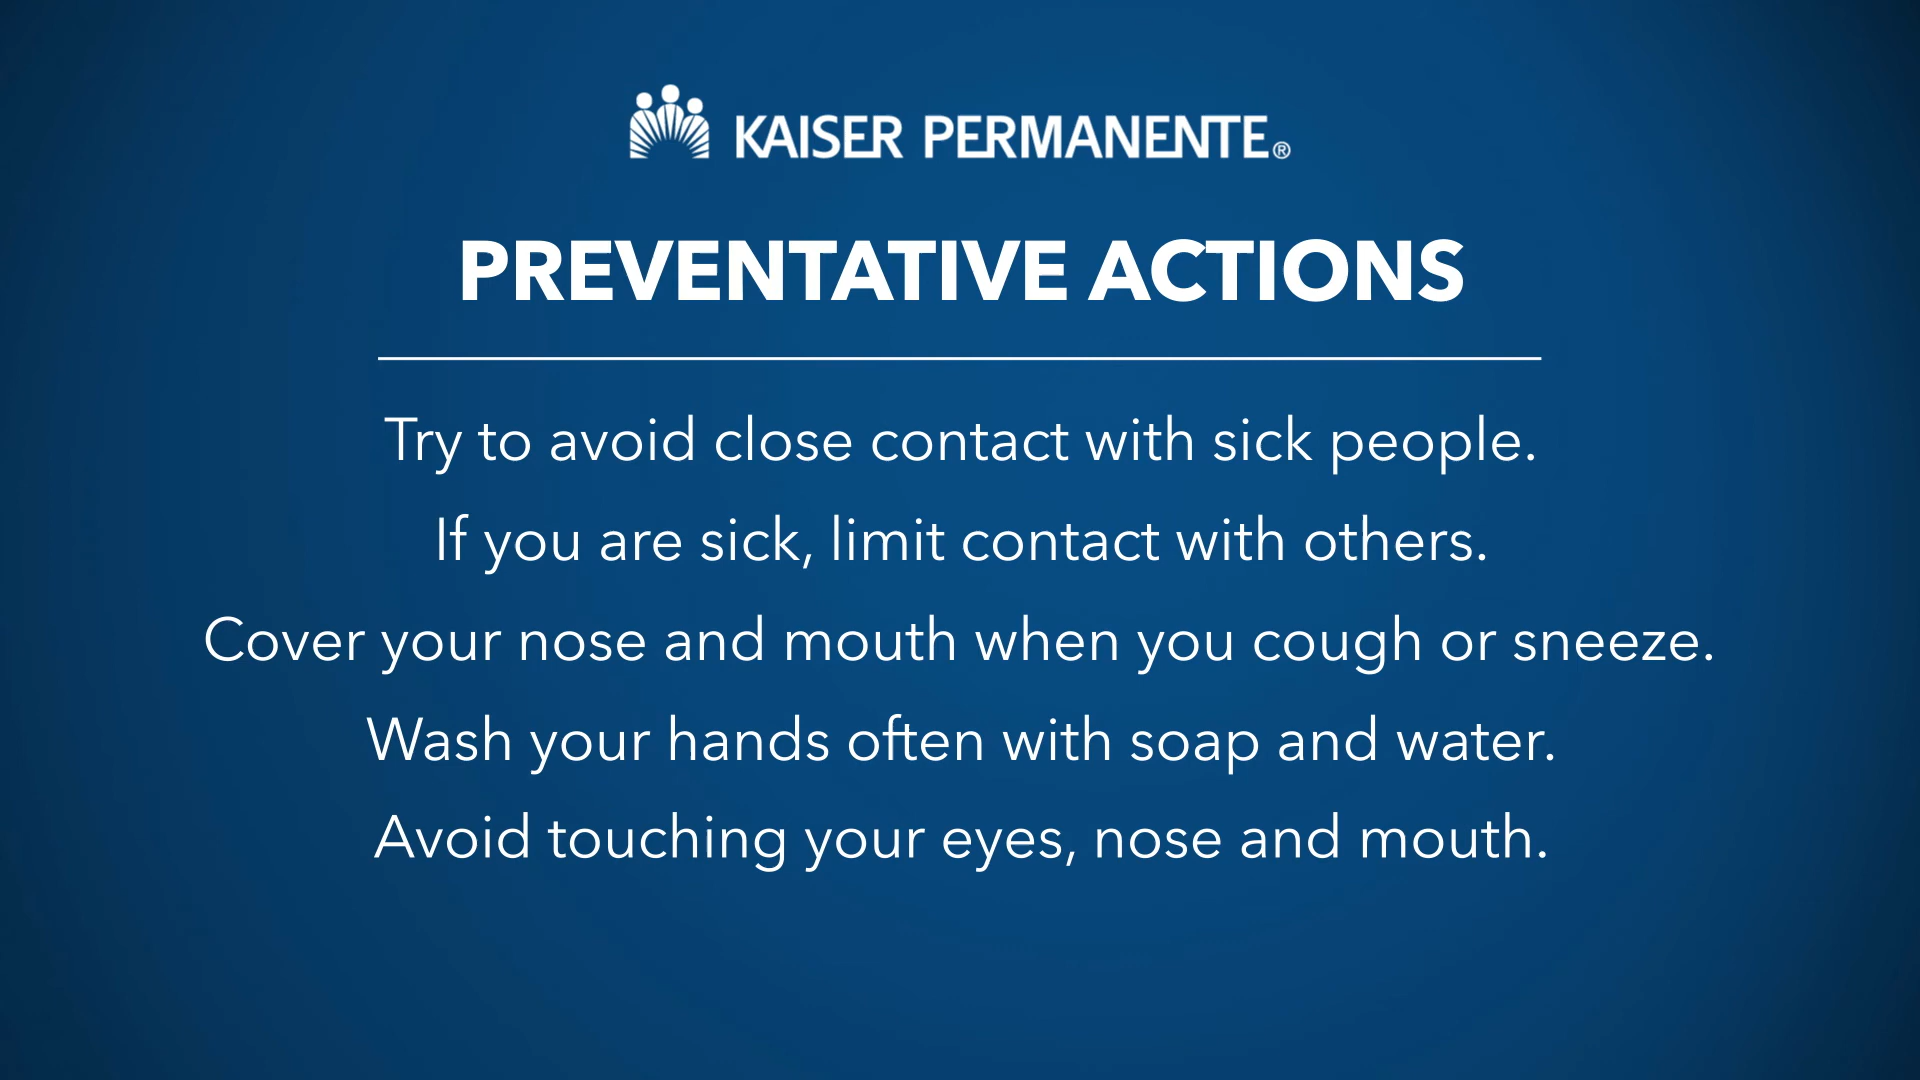 KAISER PERMANENTE®
PREVENTATIVE ACTIONS
Try to avoid close contact with sick people.
If you are sick, limit contact with others.
Cover your nose and mouth when you cough or sneeze.
Wash your hands often with soap and water.
Avoid touching your eyes, nose and mouth.